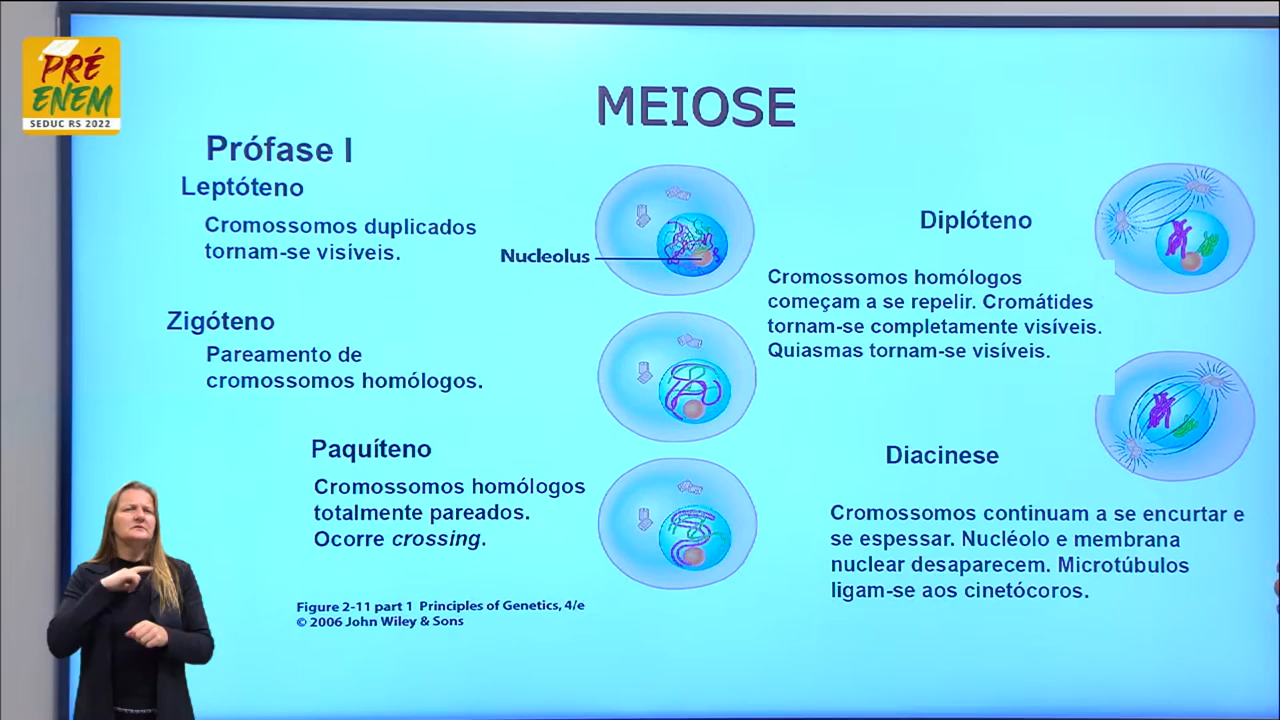 PRÉ
ENEM
SEDUC RS 2022
MEIOSE
Prófase I
Leptóteno
Cromossomos duplicados
tornam-se visíveis.
Nucleolus
Zigóteno
Pareamento de
cromossomos homólogos.
Paquíteno
Cromossomos homólogos
totalmente pareados.
Ocorre crossing.
Figure 2-11 part 1 Principles of Genetics, 4/e
© 2006 John Wiley & Sons
Diplóteno
Cromossomos homólogos
começam a se repelir. Cromátides
tornam-se completamente visíveis.
Quiasmas tornam-se visíveis.
Diacinese
Cromossomos continuam a se encurtar e
se espessar. Nucléolo e membrana
nuclear desaparecem. Microtúbulos
ligam-se aos cinetócoros.